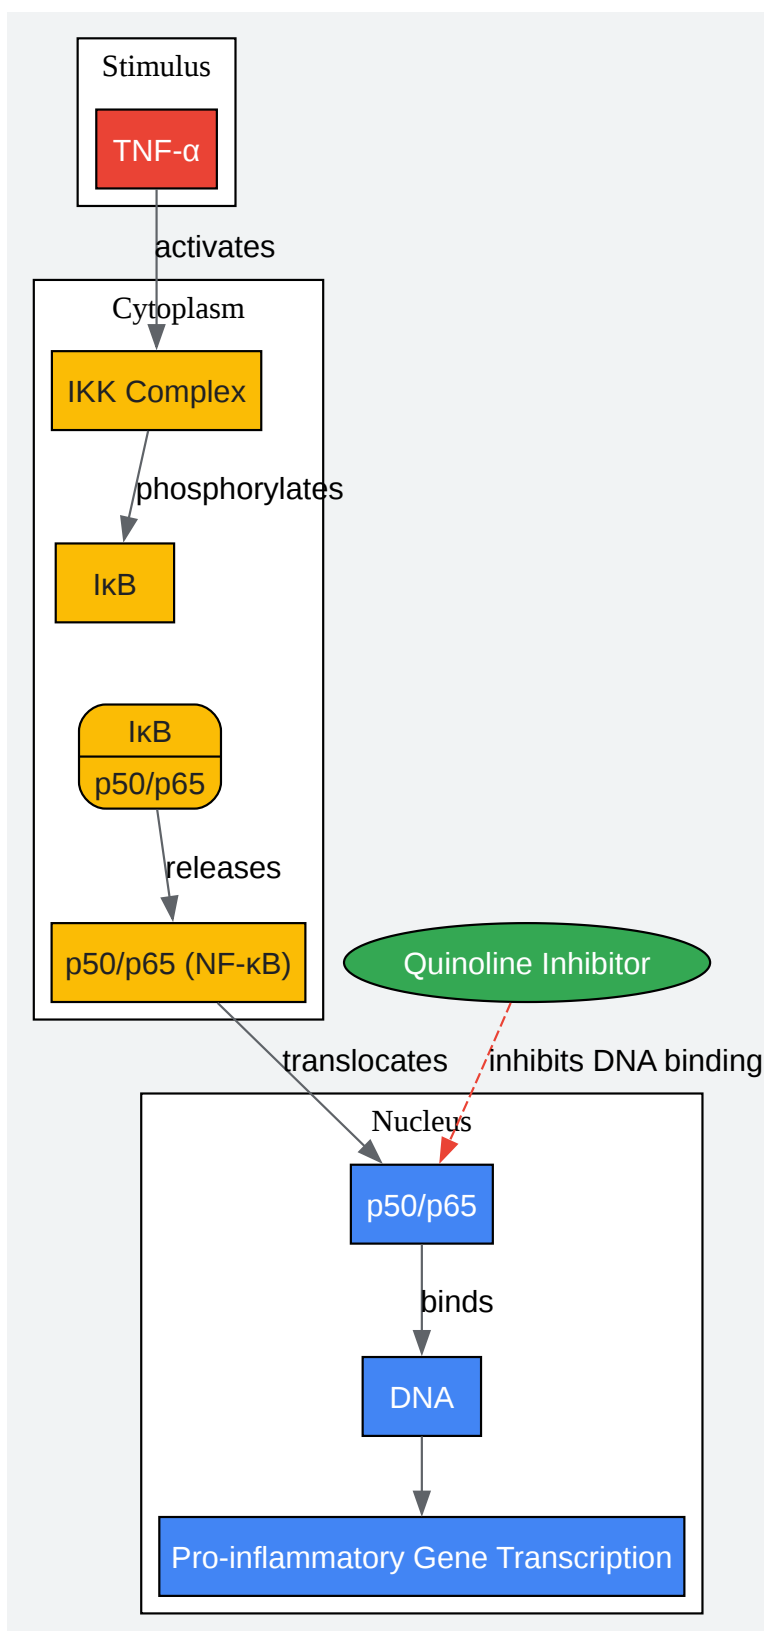 Stimulus
TNF-α
activates
Cytoplasm
IKK Complex
phosphorylates
IκB
IκB
p50/p65
releases
p50/p65 (NF-κB)
Quinoline Inhibitor
translocates
inhibits DNA binding
Nucleus
p50/p65
binds
DNA
Pro-inflammatory Gene Transcription